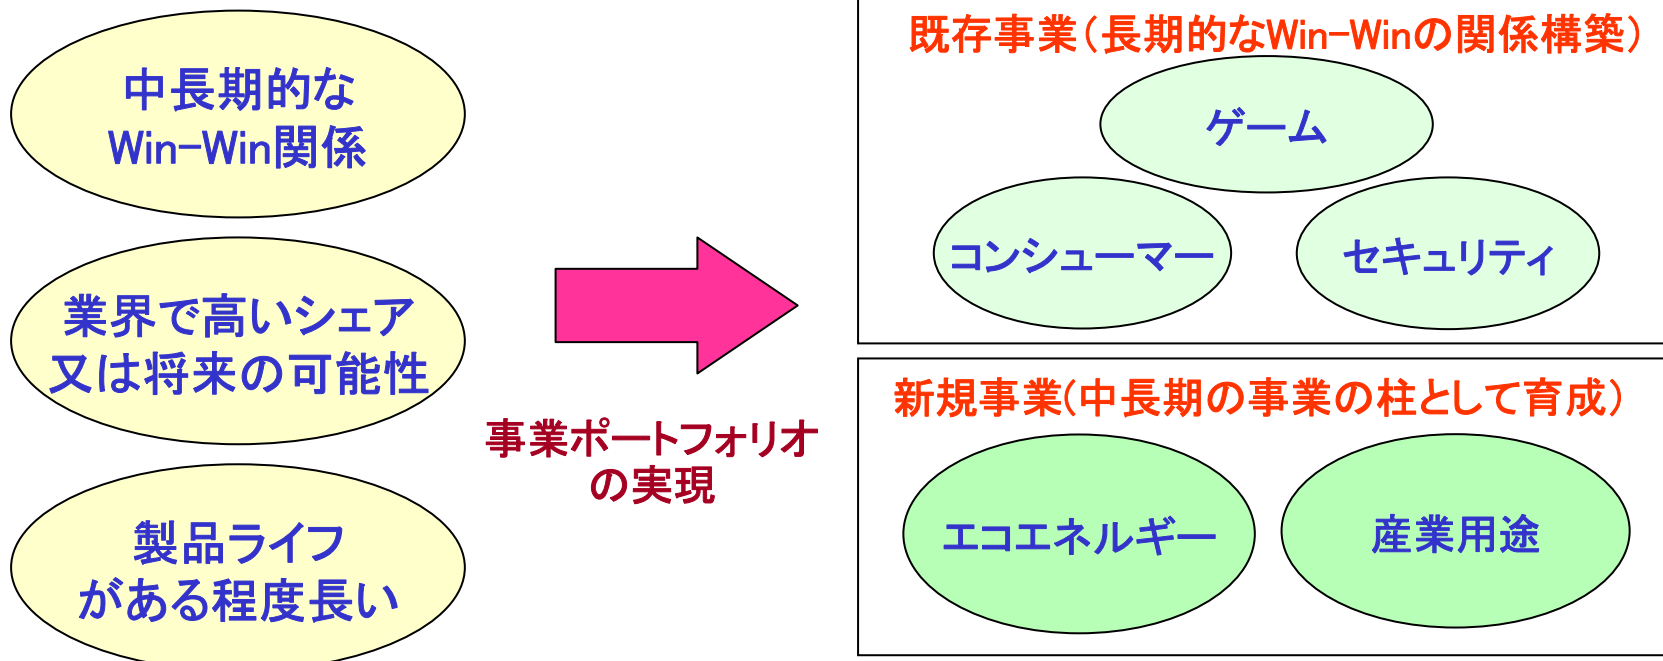 中長期的な
Win-Win関係
業界で高いシェア
又は将来の可能性
製品ライフ
がある程度長い
事業ポートフォリオ
の実現
既存事業(長期的なWin-Winの関係構築)
ゲーム
コンシューマー
セキュリティ
新規事業(中長期の事業の柱として育成)
エコエネルギー
産業用途